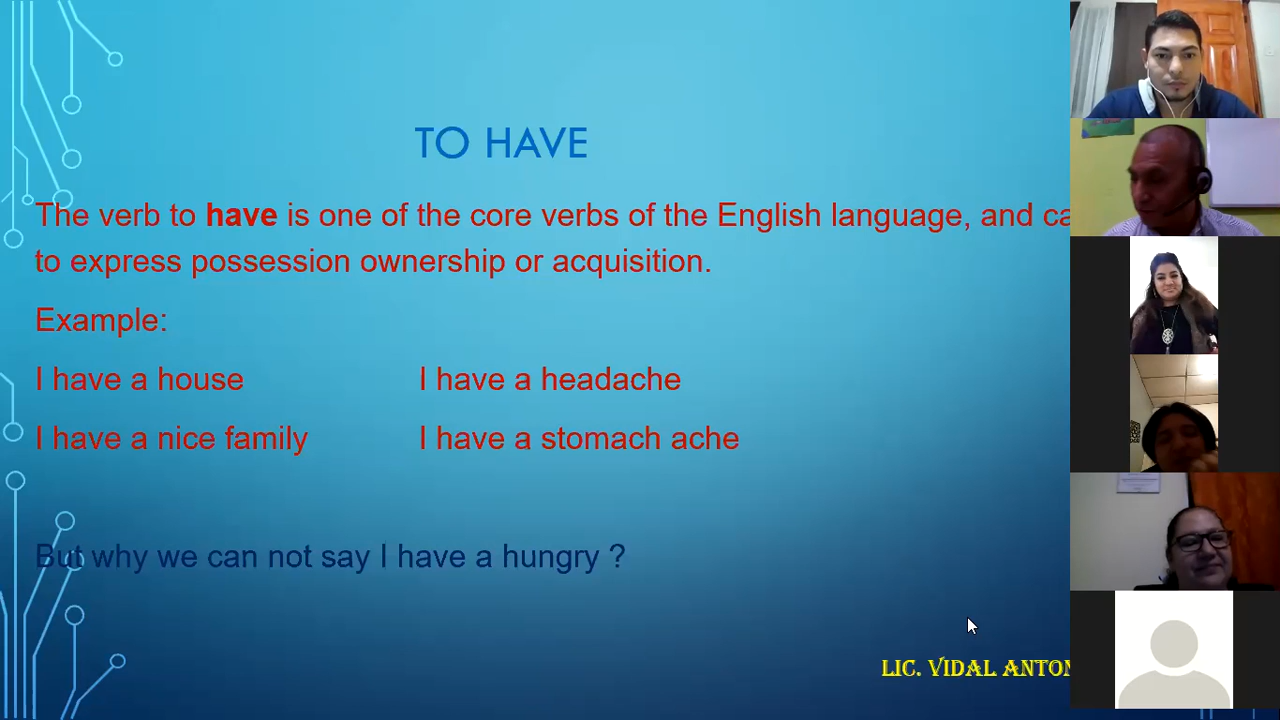 TO HAVE
The verb to have is one of the core verbs of the English language, and ca
to express possession ownership or acquisition.
Example:
I have a house I have a headache
I have a nice family I have a stomach ache
But why we can not say I have a hungry ?
LIC. VIDAL ANTON